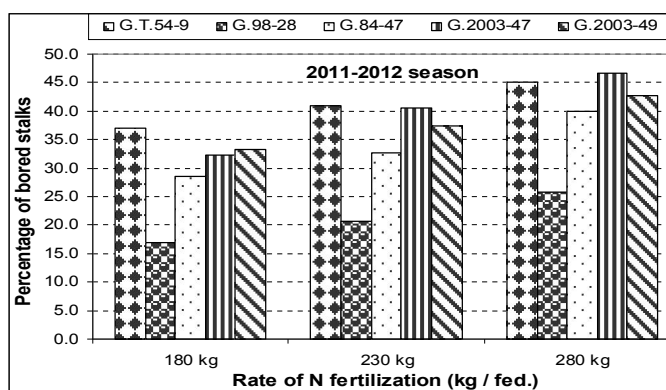 G.T.54-9 G.98-28 G.84-47 G.2003-47 G.2003-49
2011-2012 season
Percentage of bored stalks
50.0
45.0
40.0
35.0
30.0
25.0
20.0
15.0
10.0
5.0
0.0
180 kg 230 kg 280 kg
Rate of N fertilization (kg / fed.)